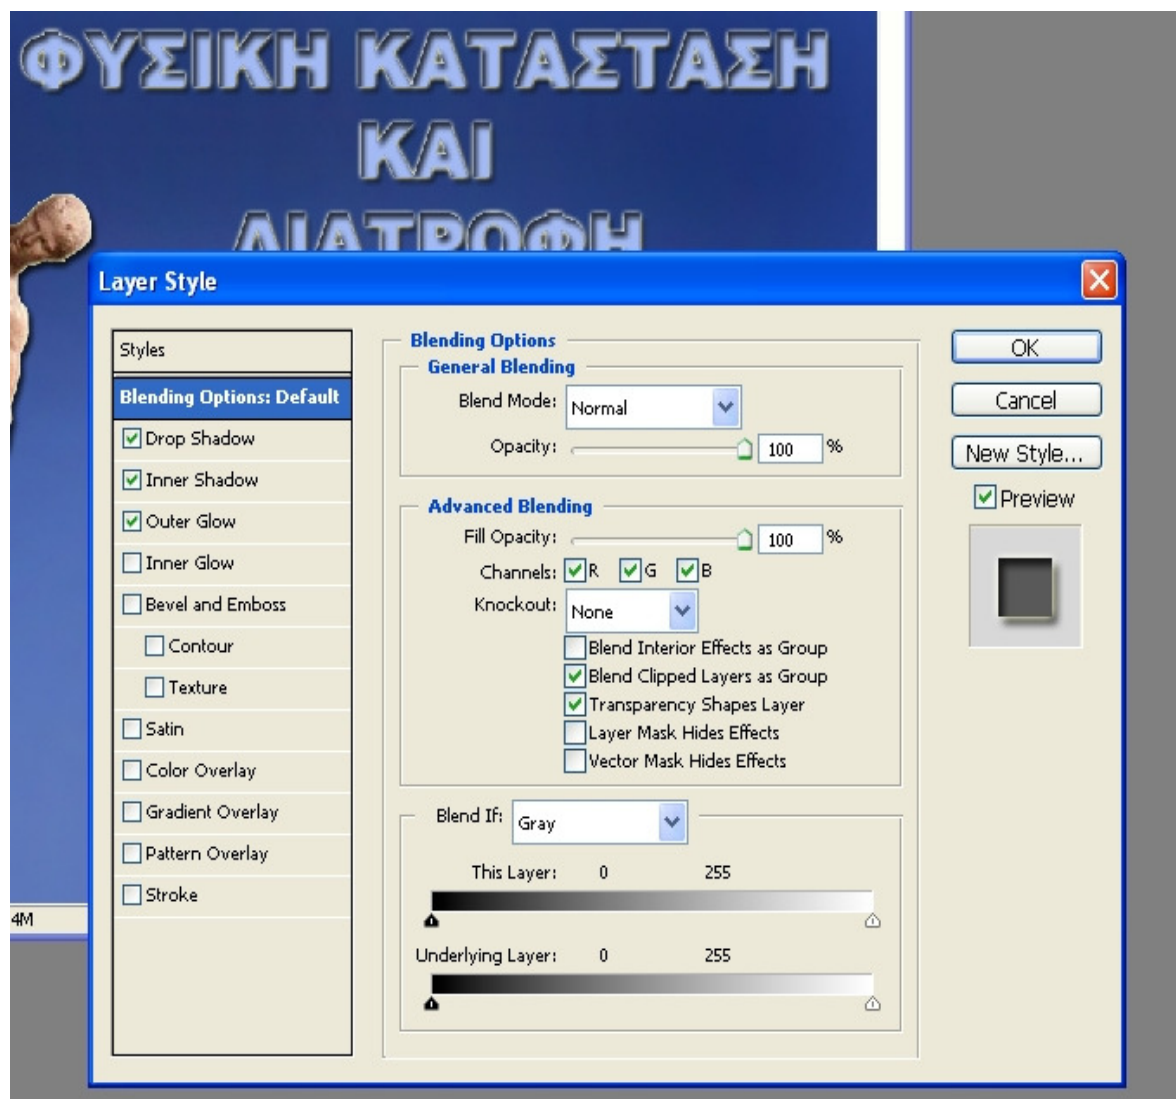 ΦΥΣΙΚΗ ΚΑΤΑΣΤΑΣΗ
ΚΑΙ
ΔΙΑΤΡΟΦΗ
Layer Style
Styles
Blending Options: Default
Drop Shadow
Inner Shadow
Outer Glow
Inner Glow
Bevel and Emboss
Contour
Texture
Satin
Color Overlay
Gradient Overlay
Pattern Overlay
Stroke
Blending Options
General Blending
Blend Mode: Normal
Opacity: 100 %
Advanced Blending
Fill Opacity: 100 %
Channels: R G B
Knockout: None
Blend Interior Effects as Group
Blend Clipped Layers as Group
Transparency Shapes Layer
Layer Mask Hides Effects
Vector Mask Hides Effects
Blend If: Gray
This Layer: 0 255
Underlying Layer: 0 255
OK
Cancel
New Style...
Preview
4M